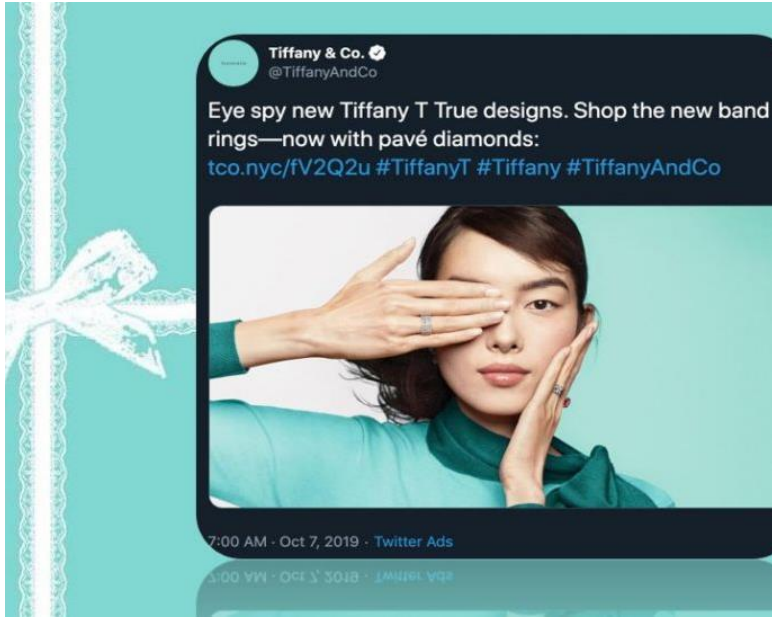 Tiffany & Co.
@TiffanyAndCo
Eye spy new Tiffany T True designs. Shop the new band
rings—now with pavé diamonds:
tco.nyc/fV2Q2u #TiffanyT #Tiffany #TiffanyAndCo
7:00 AM · Oct 7, 2019 · Twitter Ads